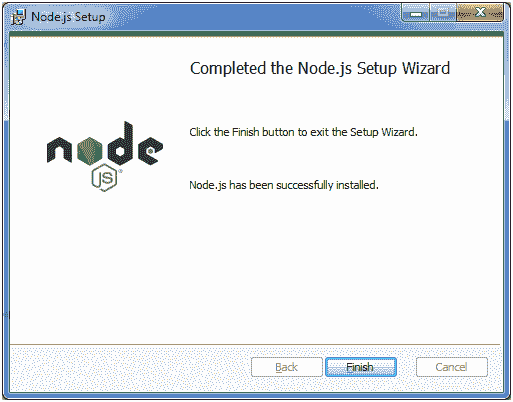 Node.js Setup
Completed the Node.js Setup Wizard
Click the Finish button to exit the Setup Wizard.
node
JS
Node.js has been successfully installed.
Back
Finish
Cancel